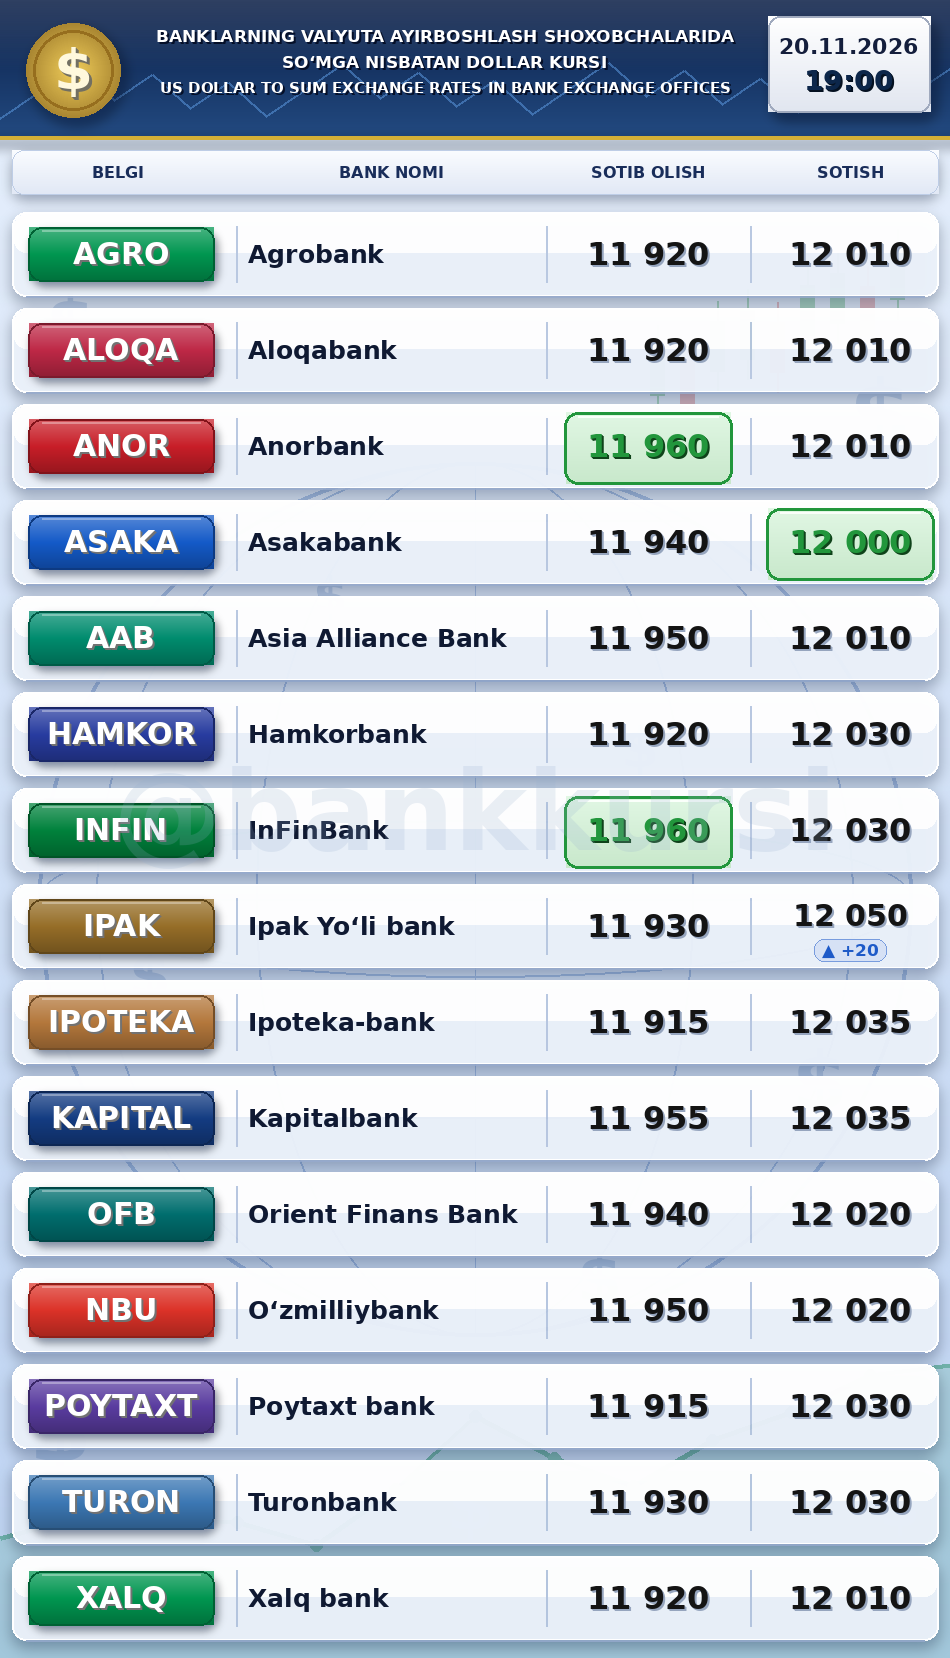 $
BANKLARNING VALYUTA AYIRBOSHLASH SHOXOBCHALARIDA
SO‘MGA NISBATAN DOLLAR KURSI
US DOLLAR TO SUM EXCHANGE RATES IN BANK EXCHANGE OFFICES
20.11.2026
19:00
BELGI BANK NOMI SOTIB OLISH SOTISH
AGRO Agrobank 11 920 12 010
ALOQA Aloqabank 11 920 12 010
ANOR Anorbank 11 960 12 010
ASAKA Asakabank 11 940 12 000
AAB Asia Alliance Bank 11 950 12 010
HAMKOR Hamkorbank 11 920 12 030
@bankkursi
INFIN InFinBank 11 960 12 030
IPAK Ipak Yo‘li bank 11 930 12 050
▲ +20
IPOTEKA Ipoteka-bank 11 915 12 035
KAPITAL Kapitalbank 11 955 12 035
OFB Orient Finans Bank 11 940 12 020
NBU O‘zmilliybank 11 950 12 020
POYTAXT Poytaxt bank 11 915 12 030
TURON Turonbank 11 930 12 030
XALQ Xalq bank 11 920 12 010